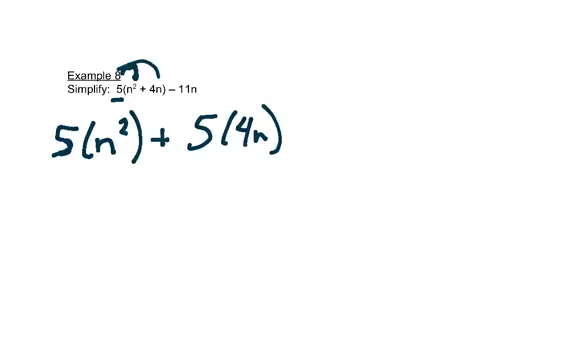 Example 8
Simplify: 5(n² + 4n) – 11n
5(n²) + 5(4n)